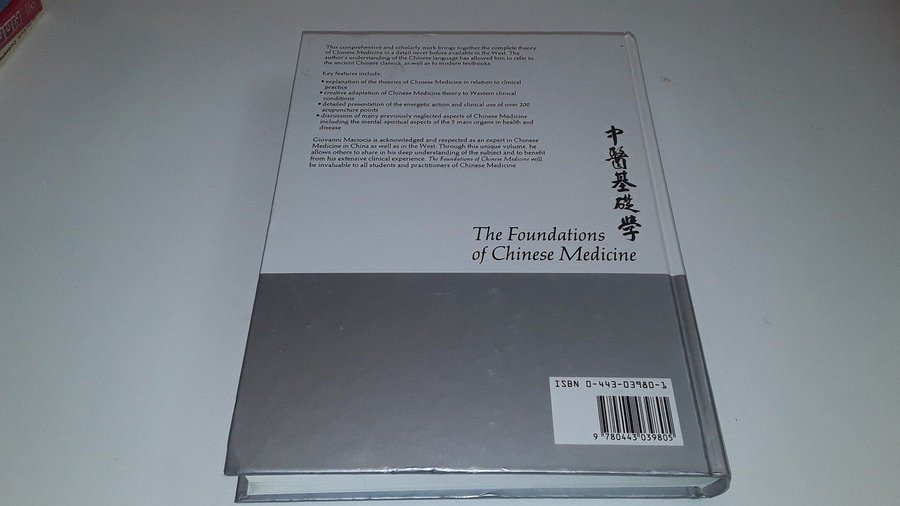 This comprehensive and scholarly work brings together the complete theory
of Chinese Medicine in a detail never before available in the West. The
author's understanding of the Chinese language has allowed him to refer to
the ancient Chinese classics, as well as to modern textbooks.
Key features include:
• explanation of the theories of Chinese Medicine in relation to clinical
practice
• creative adaptation of Chinese Medicine theory to Western clinical
conditions
• detailed presentation of the energetic action and clinical use of over 200
acupuncture points
• discussion of many previously neglected aspects of Chinese Medicine
including the mental-spiritual aspects of the 5 main organs in health and
disease
Giovanni Maciocia is acknowledged and respected as an expert in Chinese
Medicine in China as well as in the West. Through this unique volume, he
allows others to share in his deep understanding of the subject and to benefit
from his extensive clinical experience. The Foundations of Chinese Medicine will
be invaluable to all students and practitioners of Chinese Medicine.
中醫基礎學
The Foundations
of Chinese Medicine
ISBN 0-443-03980-1
9 780443 039805